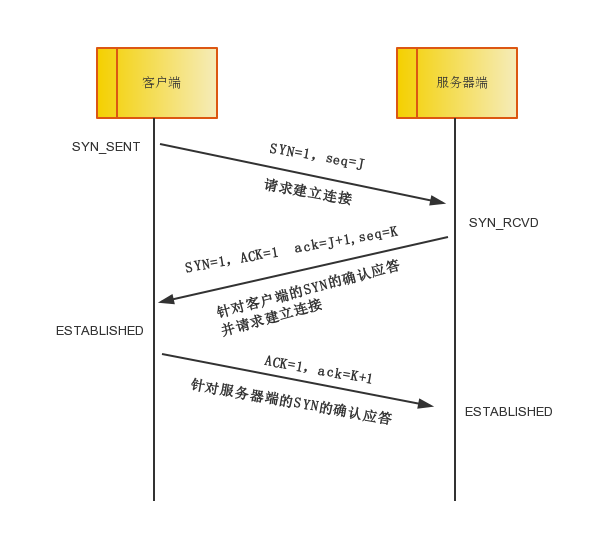 客户端
服务器端
SYN_SENT
SYN=1, seq=J
请求建立连接
SYN_RCVD
SYN=1, ACK=1 ack=J+1,seq=K
针对客户端的SYN的确认应答
并请求建立连接
ESTABLISHED
ACK=1, ack=K+1
针对服务器端的SYN的确认应答
ESTABLISHED